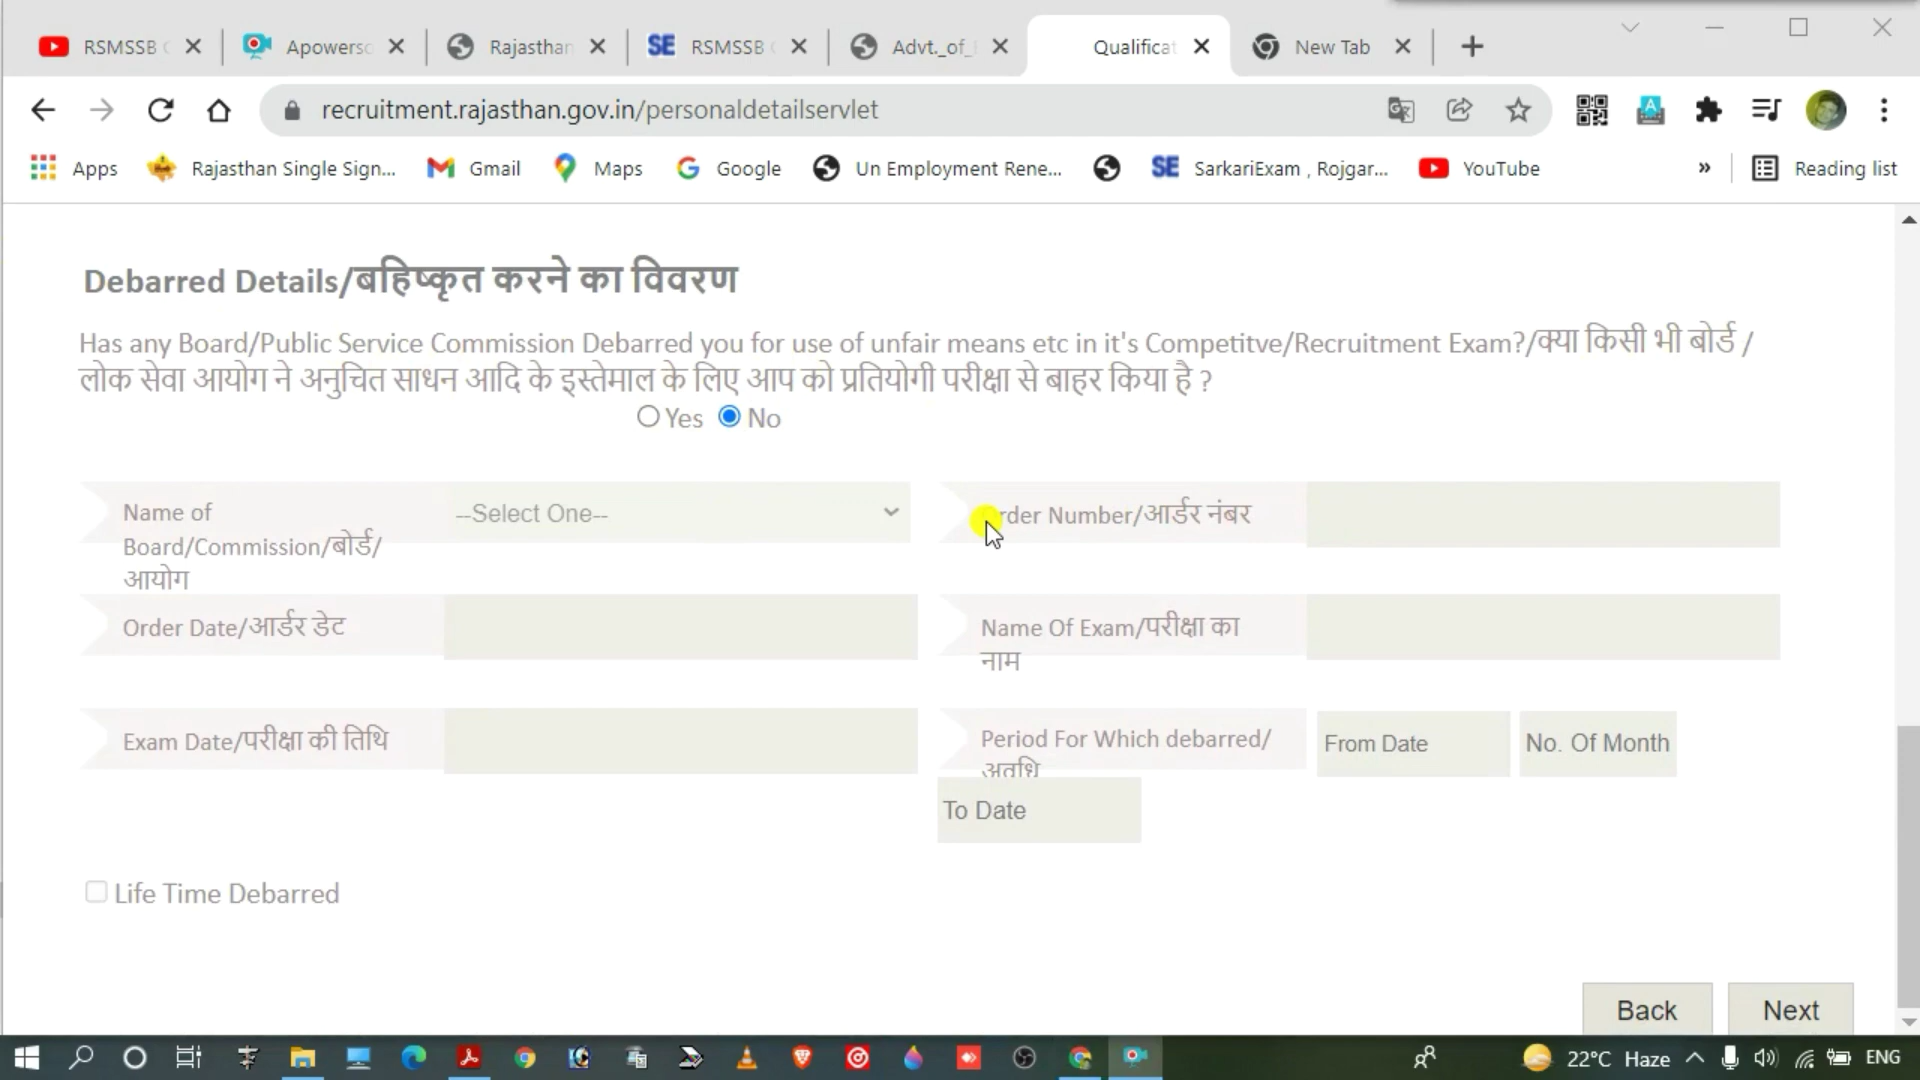 RSMSSB
Apowers
Rajasthan
SE RSMSSB
Advt._of_
Qualificat
New Tab
recruitment.rajasthan.gov.in/personaldetailservlet
Apps
Rajasthan Single Sign...
Gmail
Maps
Google
Un Employment Rene...
SE SarkariExam , Rojgar...
YouTube
»
Reading list
Debarred Details/बहिष्कृत करने का विवरण
Has any Board/Public Service Commission Debarred you for use of unfair means etc in it's Competitve/Recruitment Exam?/क्या किसी भी बोर्ड /
लोक सेवा आयोग ने अनुचित साधन आदि के इस्तेमाल के लिए आप को प्रतियोगी परीक्षा से बाहर किया है ?
Yes No
Name of
Board/Commission/बोर्ड/
आयोग
--Select One--
Order Number/आर्डर नंबर
Order Date/आर्डर डेट
Name Of Exam/परीक्षा का
नाम
Exam Date/परीक्षा की तिथि
Period For Which debarred/
अवधि
From Date
No. Of Month
To Date
Life Time Debarred
Back
Next
22°C Haze
ENG